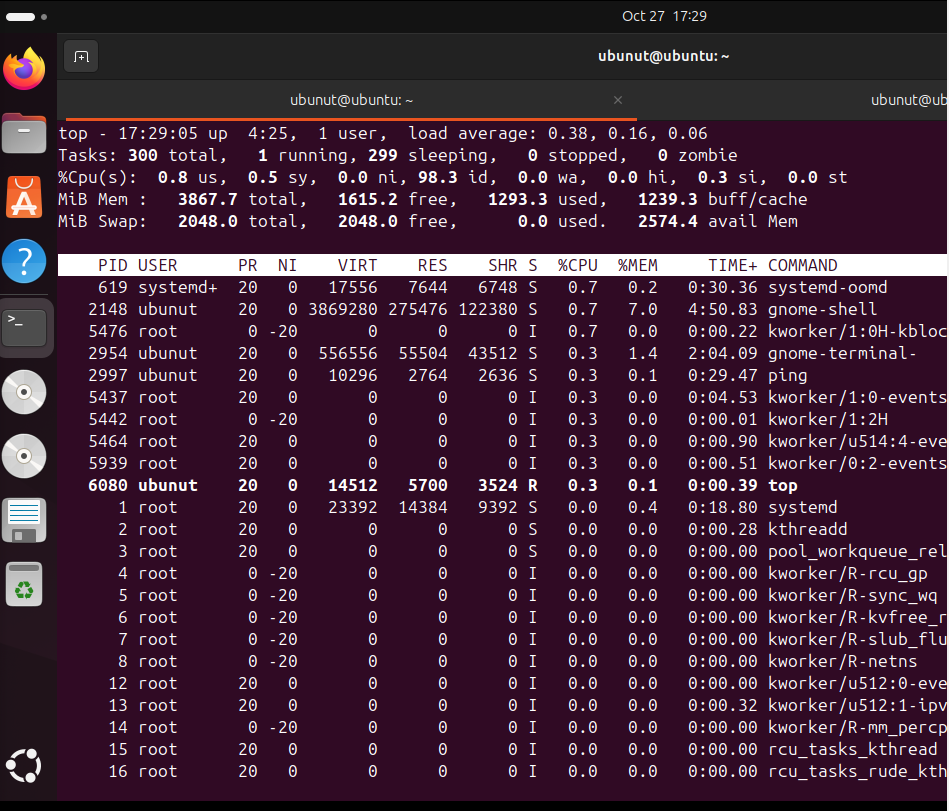 Oct 27 17:29
ubunut@ubuntu: ~
ubunut@ubuntu: ~ × ubunut@ub
top - 17:29:05 up 4:25, 1 user, load average: 0.38, 0.16, 0.06
Tasks: 300 total, 1 running, 299 sleeping, 0 stopped, 0 zombie
%Cpu(s): 0.8 us, 0.5 sy, 0.0 ni, 98.3 id, 0.0 wa, 0.0 hi, 0.3 si, 0.0 st
MiB Mem : 3867.7 total, 1615.2 free, 1293.3 used, 1239.3 buff/cache
MiB Swap: 2048.0 total, 2048.0 free, 0.0 used. 2574.4 avail Mem
PID USER PR NI VIRT RES SHR S %CPU %MEM TIME+ COMMAND
619 systemd+ 20 0 17556 7644 6748 S 0.7 0.2 0:30.36 systemd-oomd
2148 ubunut 20 0 3869280 275476 122380 S 0.7 7.0 4:50.83 gnome-shell
5476 root 0 -20 0 0 0 I 0.7 0.0 0:00.22 kworker/1:0H-kbloc
2954 ubunut 20 0 556556 55504 43512 S 0.3 1.4 2:04.09 gnome-terminal-
2997 ubunut 20 0 10296 2764 2636 S 0.3 0.1 0:29.47 ping
5437 root 20 0 0 0 0 I 0.3 0.0 0:04.53 kworker/1:0-events
5442 root 0 -20 0 0 0 I 0.3 0.0 0:00.01 kworker/1:2H
5464 root 20 0 0 0 0 I 0.3 0.0 0:00.90 kworker/u514:4-eve
5939 root 20 0 0 0 0 I 0.3 0.0 0:00.51 kworker/0:2-events
6080 ubunut 20 0 14512 5700 3524 R 0.3 0.1 0:00.39 top
1 root 20 0 23392 14384 9392 S 0.0 0.4 0:18.80 systemd
2 root 20 0 0 0 0 S 0.0 0.0 0:00.28 kthreadd
3 root 20 0 0 0 0 S 0.0 0.0 0:00.00 pool_workqueue_rel
4 root 0 -20 0 0 0 I 0.0 0.0 0:00.00 kworker/R-rcu_gp
5 root 0 -20 0 0 0 I 0.0 0.0 0:00.00 kworker/R-sync_wq
6 root 0 -20 0 0 0 I 0.0 0.0 0:00.00 kworker/R-kvfree_r
7 root 0 -20 0 0 0 I 0.0 0.0 0:00.00 kworker/R-slub_flu
8 root 0 -20 0 0 0 I 0.0 0.0 0:00.00 kworker/R-netns
12 root 20 0 0 0 0 I 0.0 0.0 0:00.00 kworker/u512:0-eve
13 root 20 0 0 0 0 I 0.0 0.0 0:00.32 kworker/u512:1-ipv
14 root 0 -20 0 0 0 I 0.0 0.0 0:00.00 kworker/R-mm_percp
15 root 20 0 0 0 0 I 0.0 0.0 0:00.00 rcu_tasks_kthread
16 root 20 0 0 0 0 I 0.0 0.0 0:00.00 rcu_tasks_rude_kth